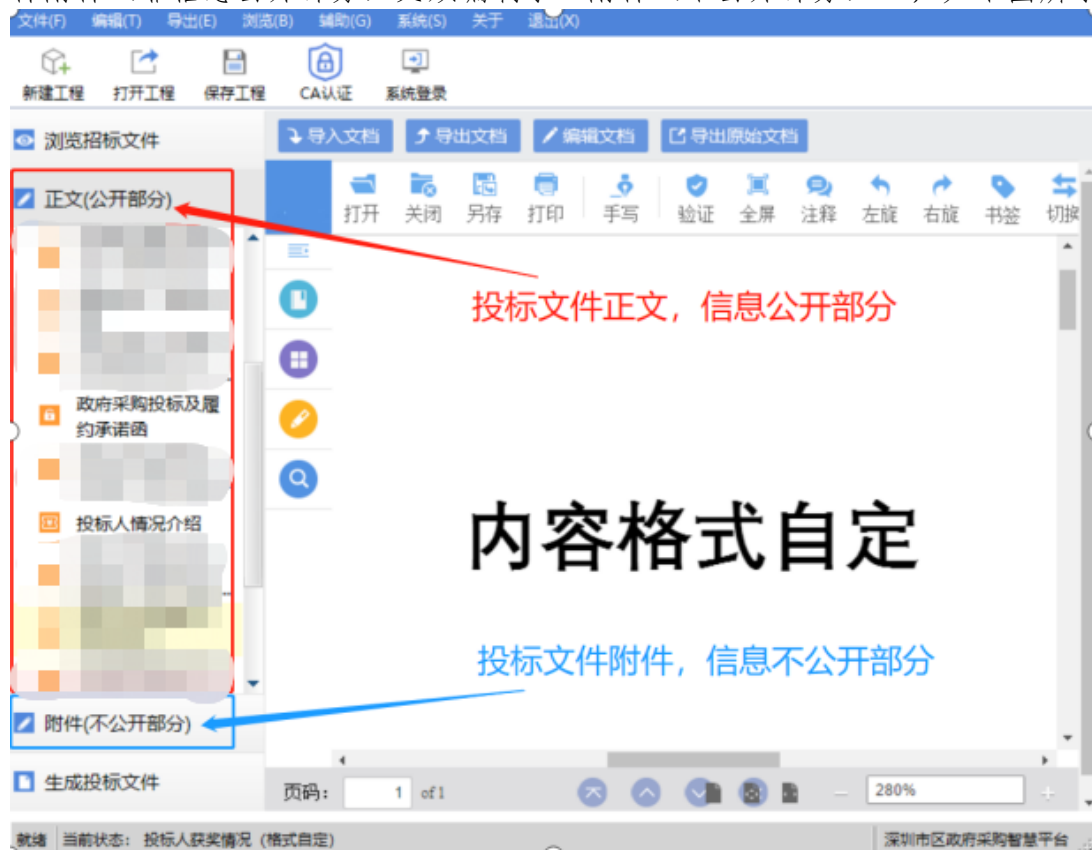 文件(F) 编辑(T) 导出(E) 浏览(B) 辅助(G) 系统(S) 关于 退出(X)
新建工程 打开工程 保存工程 CA认证 系统登录
浏览招标文件
导入文档 导出文档 编辑文档 导出原始文档
正文(公开部分)
打开 关闭 另存 打印 手写 验证 全屏 注释 左旋 右旋 书签 切换
投标文件正文，信息公开部分
政府采购投标及履
约承诺函
投标人情况介绍
内容格式自定
投标文件附件，信息不公开部分
附件(不公开部分)
生成投标文件
页码： 1 of 1 280%
就绪 当前状态： 投标人获奖情况（格式自定） 深圳市区政府采购智慧平台